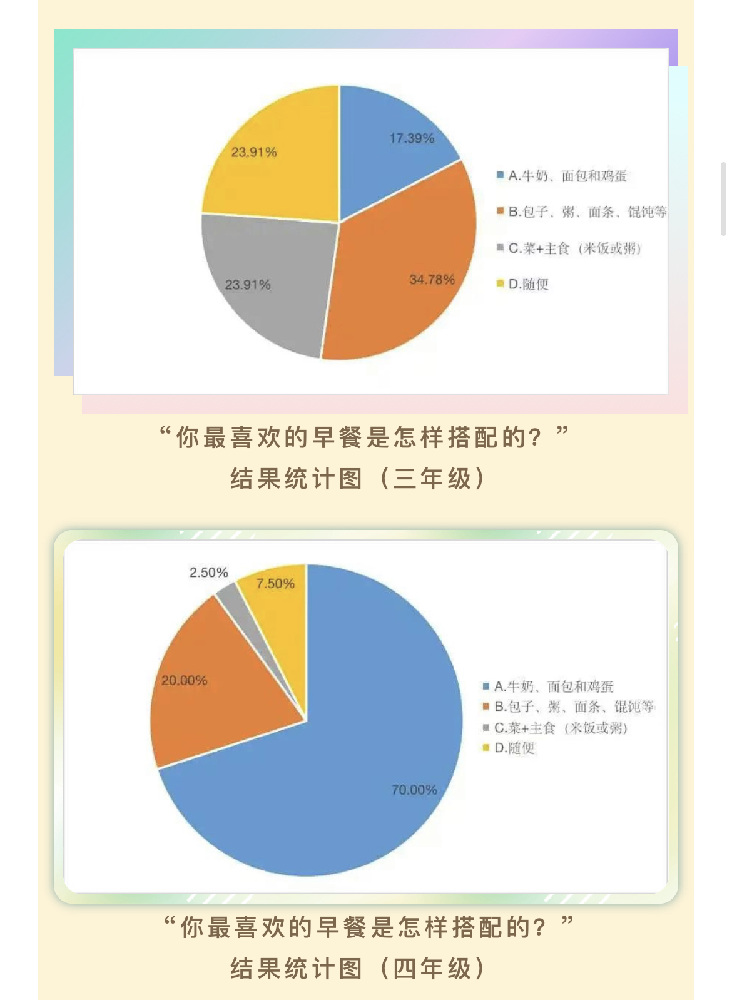 17.39%
23.91%
A.牛奶、面包和鸡蛋
B.包子、粥、面条、馄饨等
C.菜+主食（米饭或粥）
34.78%
23.91%
D.随便
“你最喜欢的早餐是怎样搭配的？”
结果统计图（三年级）
2.50%
7.50%
20.00%
A.牛奶、面包和鸡蛋
B.包子、粥、面条、馄饨等
C.菜+主食（米饭或粥）
D.随便
70.00%
“你最喜欢的早餐是怎样搭配的？”
结果统计图（四年级）